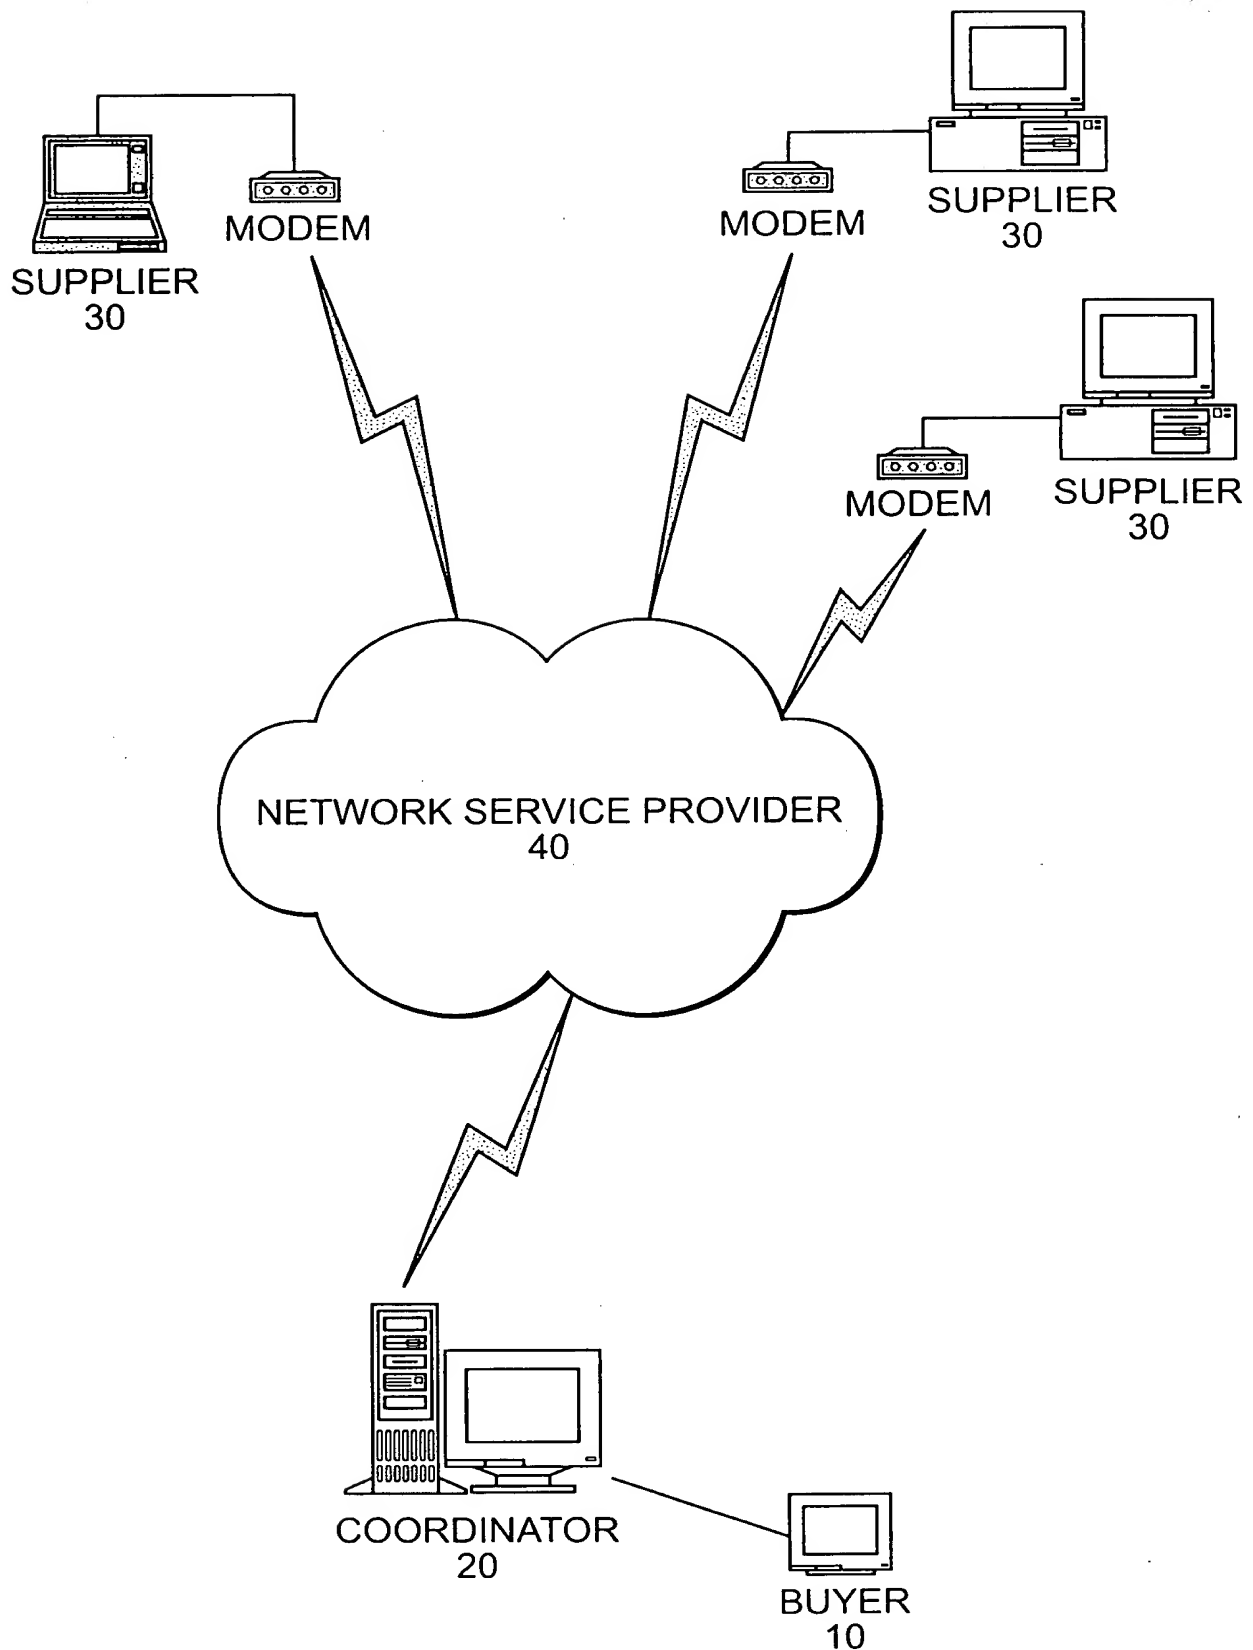 SUPPLIER
30
MODEM
MODEM
SUPPLIER
30
MODEM
SUPPLIER
30
NETWORK SERVICE PROVIDER
40
COORDINATOR
20
BUYER
10